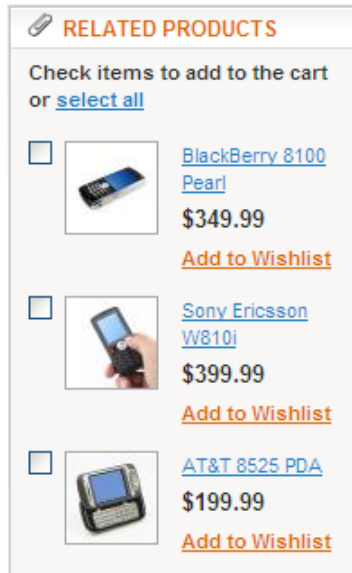 RELATED PRODUCTS
Check items to add to the cart
or select all
BlackBerry 8100
Pearl
$349.99
Add to Wishlist
Sony Ericsson
W810i
$399.99
Add to Wishlist
AT&T 8525 PDA
$199.99
Add to Wishlist